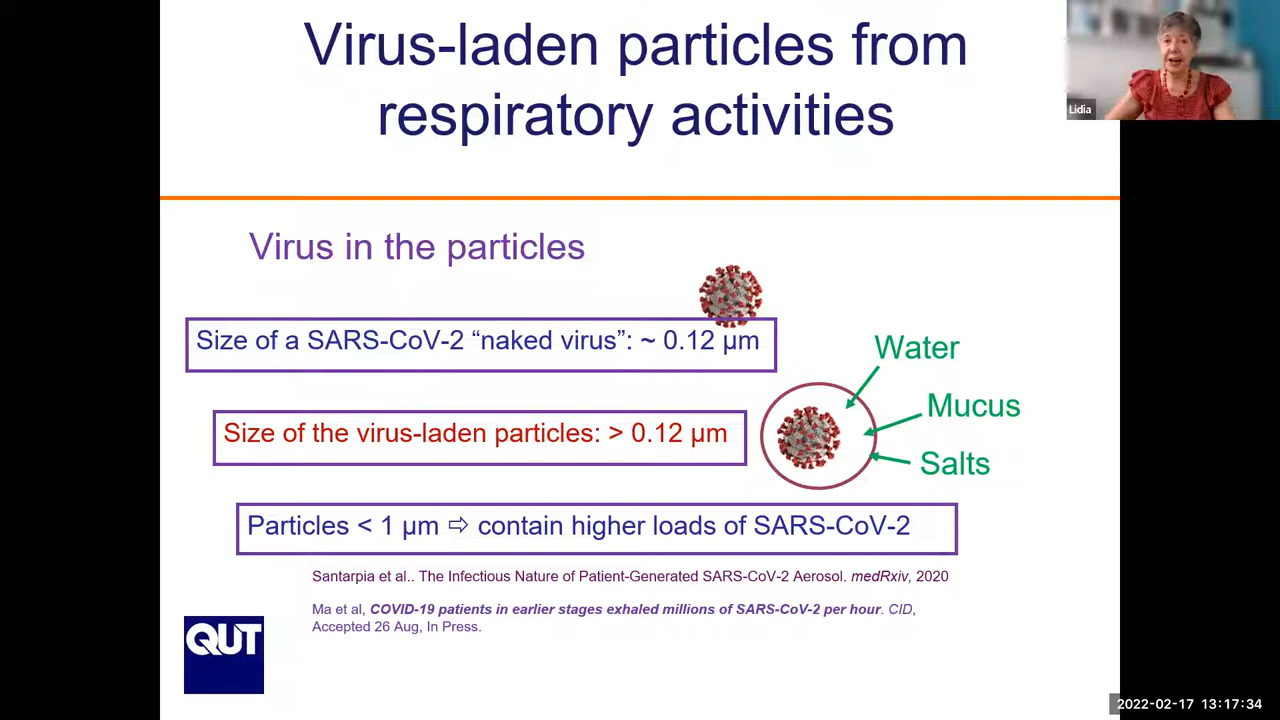 Virus-laden particles from
respiratory activities
Lidia
Virus in the particles
Size of a SARS-CoV-2 “naked virus”: ~ 0.12 µm
Water
Mucus
Salts
Size of the virus-laden particles: > 0.12 µm
Particles < 1 µm ⇨ contain higher loads of SARS-CoV-2
Santarpia et al.. The Infectious Nature of Patient-Generated SARS-CoV-2 Aerosol. medRxiv, 2020
Ma et al, COVID-19 patients in earlier stages exhaled millions of SARS-CoV-2 per hour. CID,
Accepted 26 Aug, In Press.
QUT
2022-02-17 13:17:34